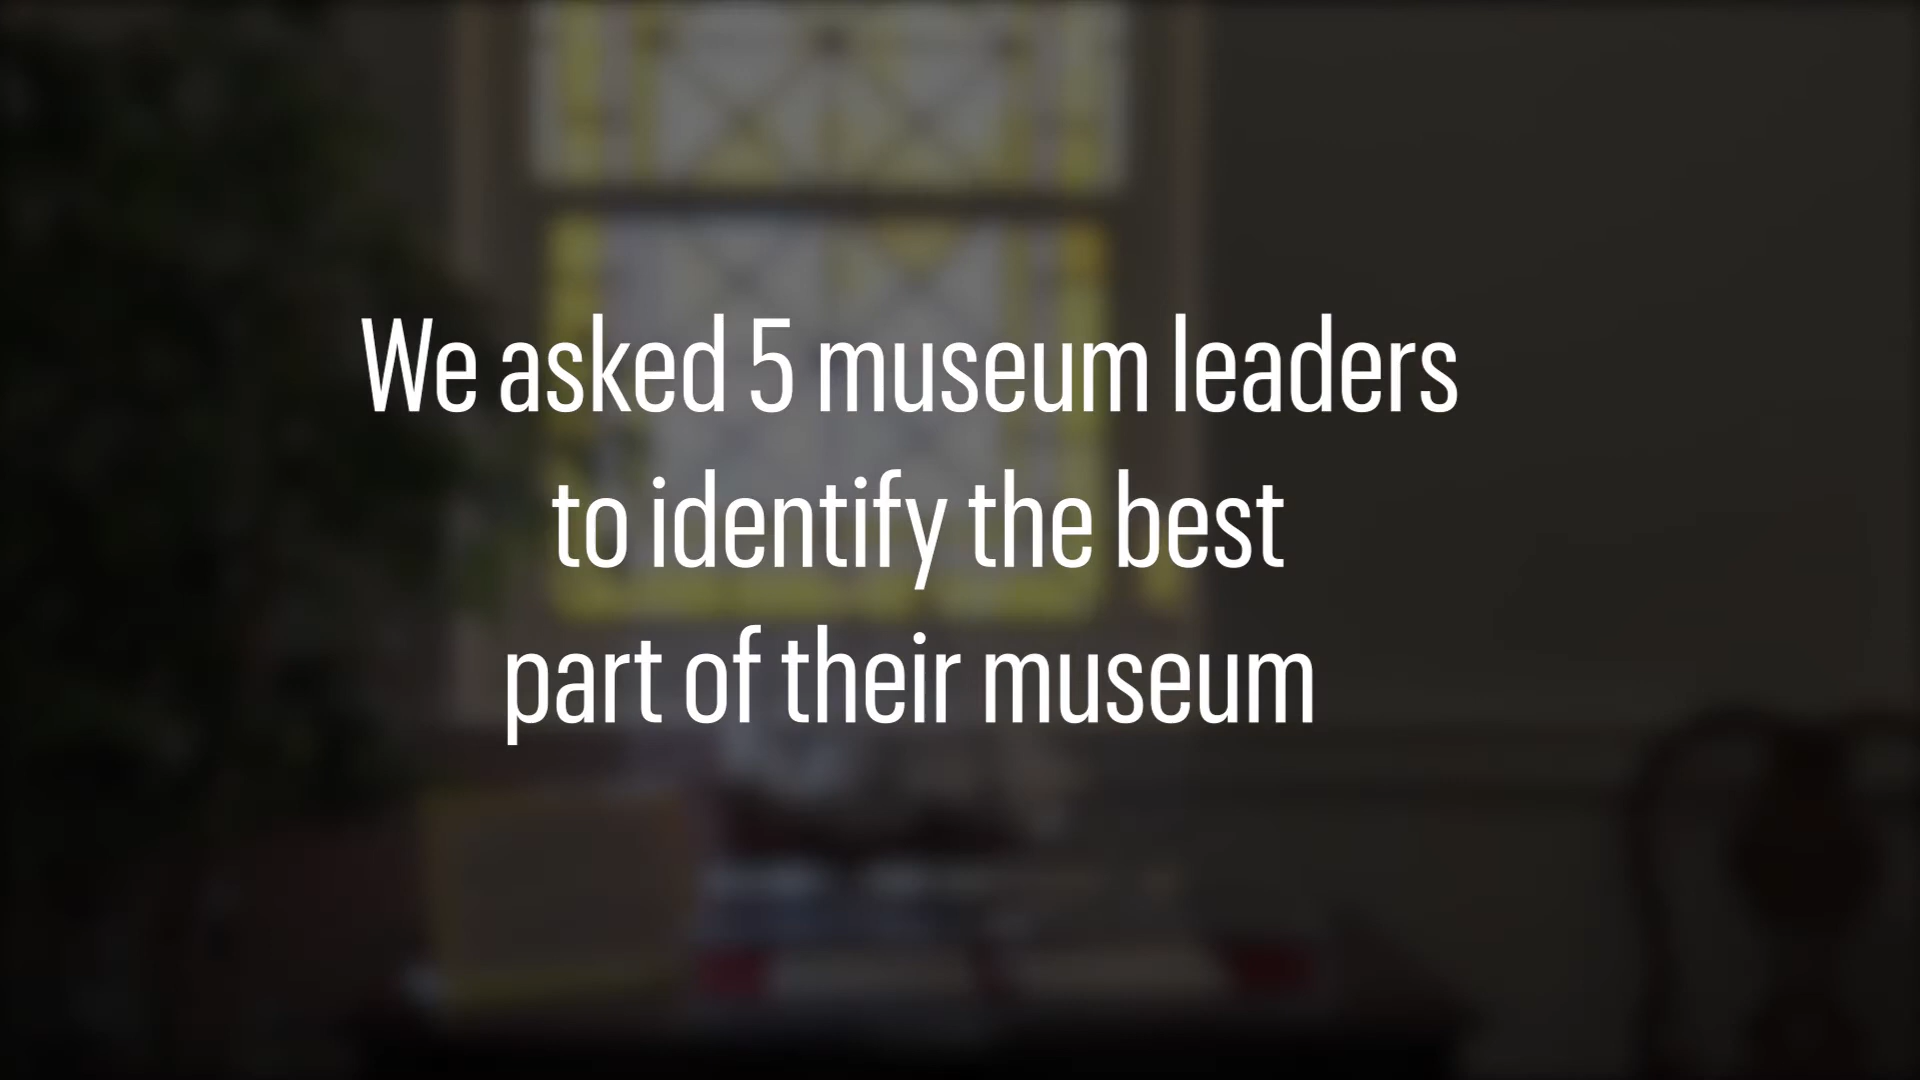 We asked 5 museum leaders
to identify the best
part of their museum